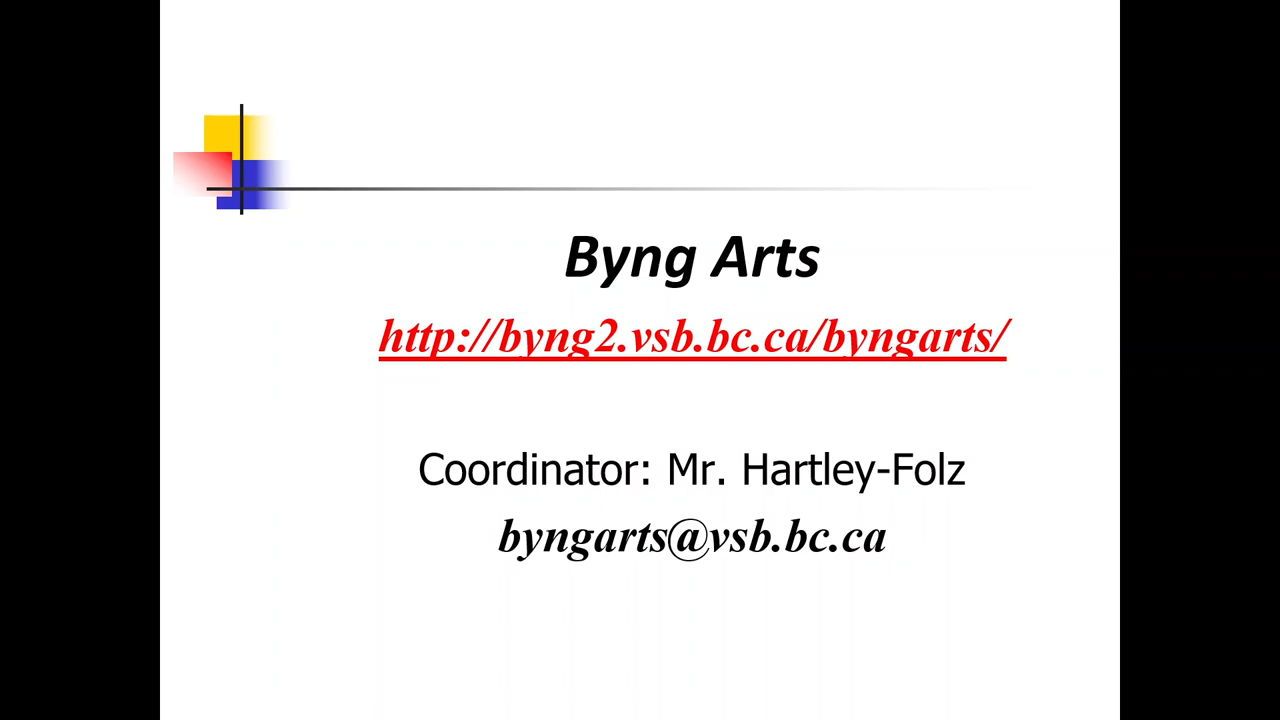 Byng Arts
http://byng2.vsb.bc.ca/byngarts/
Coordinator: Mr. Hartley-Folz
byngarts@vsb.bc.ca